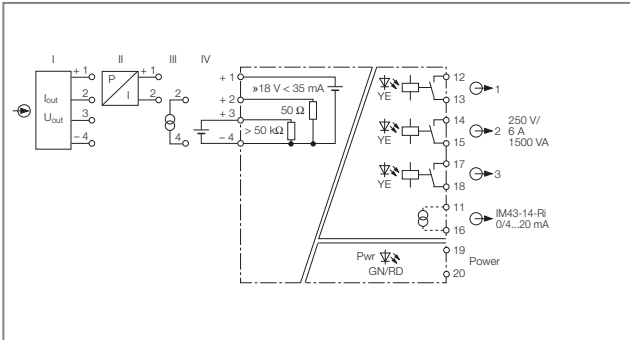 I II III IV
+ 1
2
3
– 4
Iout
Uout
P
I
+ 1
2
2
4
+ 1
+ 2
+ 3
– 4
»18 V < 35 mA
50 Ω
> 50 kΩ
YE
12
13
1
YE
14
15
2
250 V/
6 A
1500 VA
YE
17
18
3
11
16
IM43-14-Ri
0/4...20 mA
Pwr
GN/RD
19
20
Power